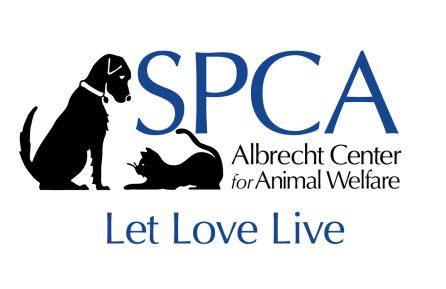 SPCA
Albrecht Center
for Animal Welfare
Let Love Live